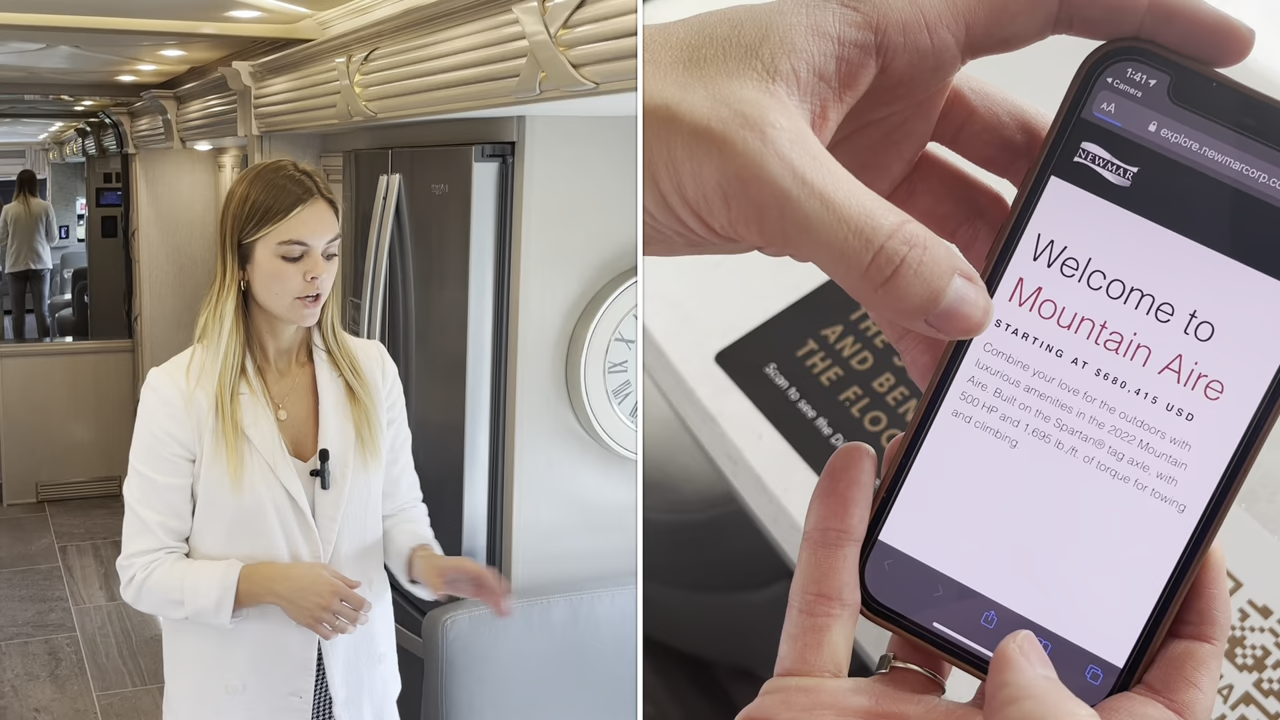 1:41
Camera
AA
explore.newmarcorp.co
NEWMAR
Welcome to
Mountain Aire
STARTING AT $680,415 USD
Combine your love for the outdoors with
luxurious amenities in the 2022 Mountain
Aire. Built on the Spartan® tag axle, with
500 HP and 1,695 lb./ft. of torque for towing
and climbing.
AND
THE
Scan to see the